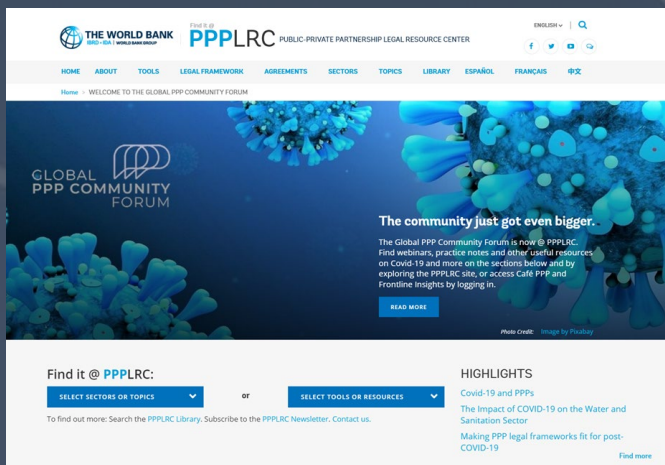 THE WORLD BANK
IBRD • IDA | WORLD BANK GROUP
Find it @
PPPLRC PUBLIC-PRIVATE PARTNERSHIP LEGAL RESOURCE CENTER
ENGLISH
HOME ABOUT TOOLS LEGAL FRAMEWORK AGREEMENTS SECTORS TOPICS LIBRARY ESPAÑOL FRANÇAIS 中文
Home > WELCOME TO THE GLOBAL PPP COMMUNITY FORUM
GLOBAL
PPP COMMUNITY
FORUM
The community just got even bigger.
The Global PPP Community Forum is now @ PPPLRC.
Find webinars, practice notes and other useful resources
on Covid-19 and more on the sections below and by
exploring the PPPLRC site, or access Café PPP and
Frontline Insights by logging in.
READ MORE
Photo Credit: Image by Pixabay
Find it @ PPPLRC:
SELECT SECTORS OR TOPICS or SELECT TOOLS OR RESOURCES
To find out more: Search the PPPLRC Library. Subscribe to the PPPLRC Newsletter. Contact us.
HIGHLIGHTS
Covid-19 and PPPs
The Impact of COVID-19 on the Water and
Sanitation Sector
Making PPP legal frameworks fit for post-
COVID-19
Find more